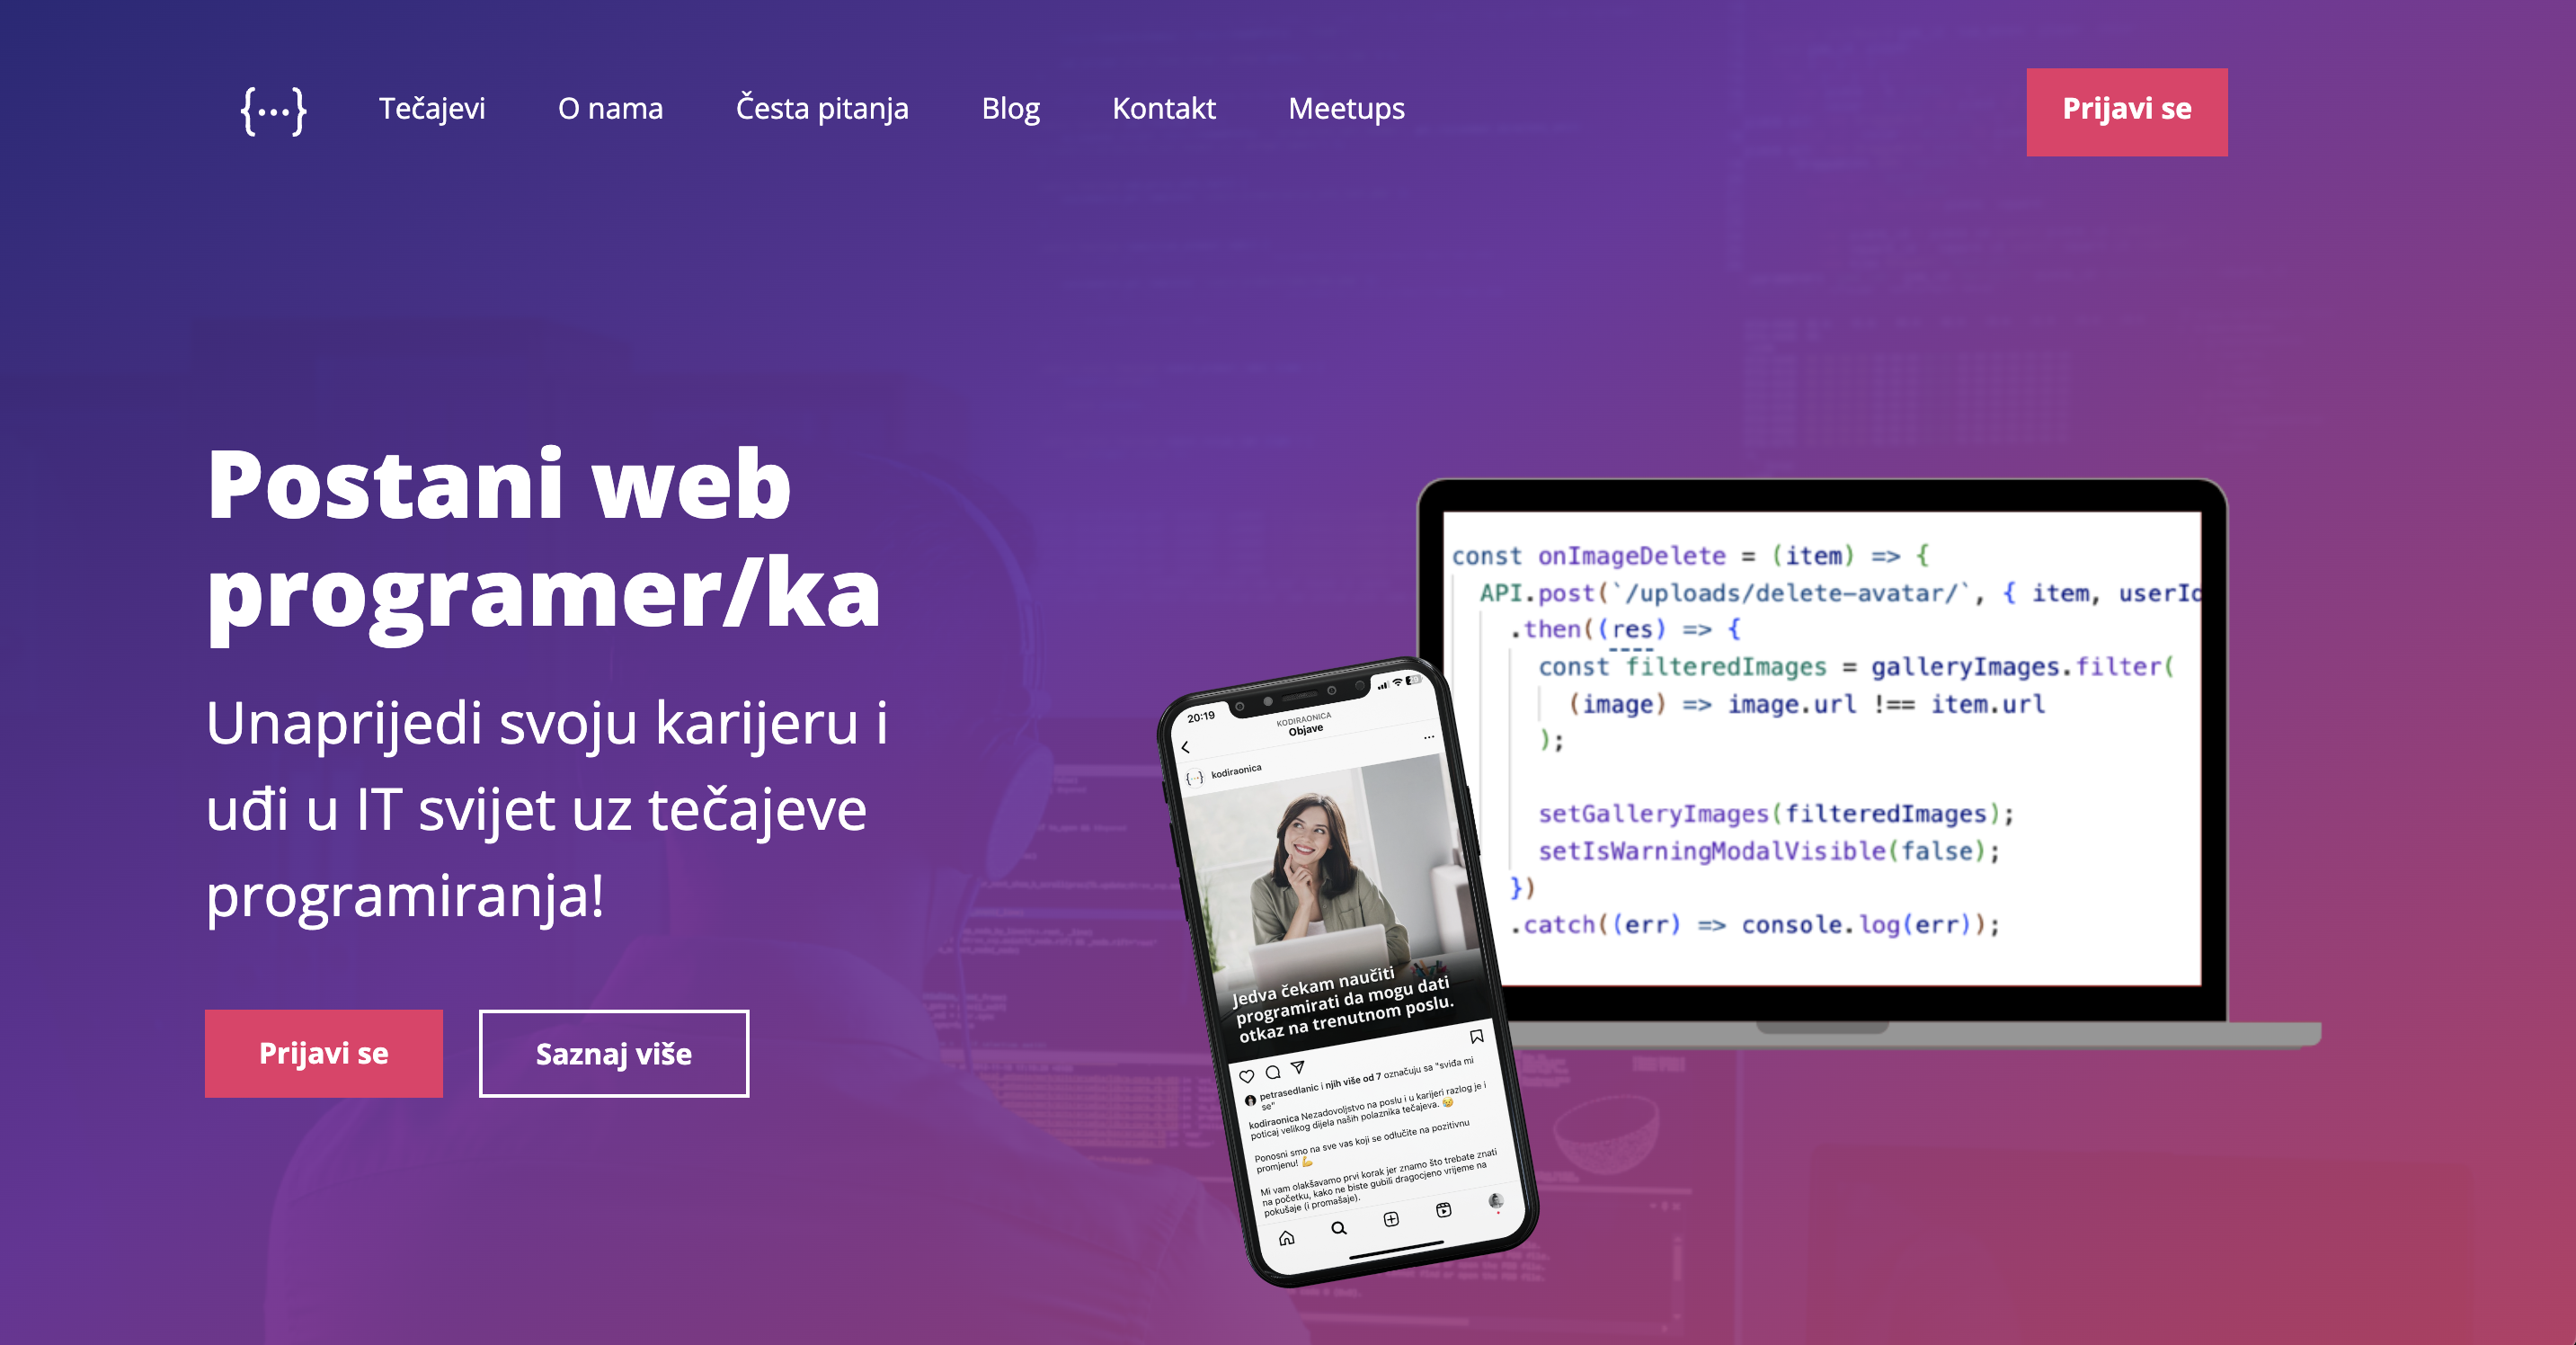 {...}
Tečajevi
O nama
Česta pitanja
Blog
Kontakt
Meetups
Prijavi se
Postani web
programer/ka
Unaprijedi svoju karijeru i
uđi u IT svijet uz tečajeve
programiranja!
Prijavi se
Saznaj više
20:19
KODIRAONICA
Objave
kodiraonica
Jedva čekam naučiti
programirati da mogu dati
otkaz na trenutnom poslu.
petrasedlanic i njih više od 7 označuju sa "sviđa mi
se"
kodiraonica Nezadovoljstvo na poslu i u karijeri razlog je i
poticaj velikog dijela naših polaznika tečajeva. 😢
Ponosni smo na sve vas koji se odlučite na pozitivnu
promjenu! 💪
Mi vam olakšavamo prvi korak jer znamo što trebate znati
na početku, kako ne biste gubili dragocjeno vrijeme na
pokušaje (i promašaje).
const onImageDelete = (item) => {
API.post(`/uploads/delete-avatar/`, { item, userId
.then((res) => {
const filteredImages = galleryImages.filter(
(image) => image.url !== item.url
);
setGalleryImages(filteredImages);
setIsWarningModalVisible(false);
})
.catch((err) => console.log(err));